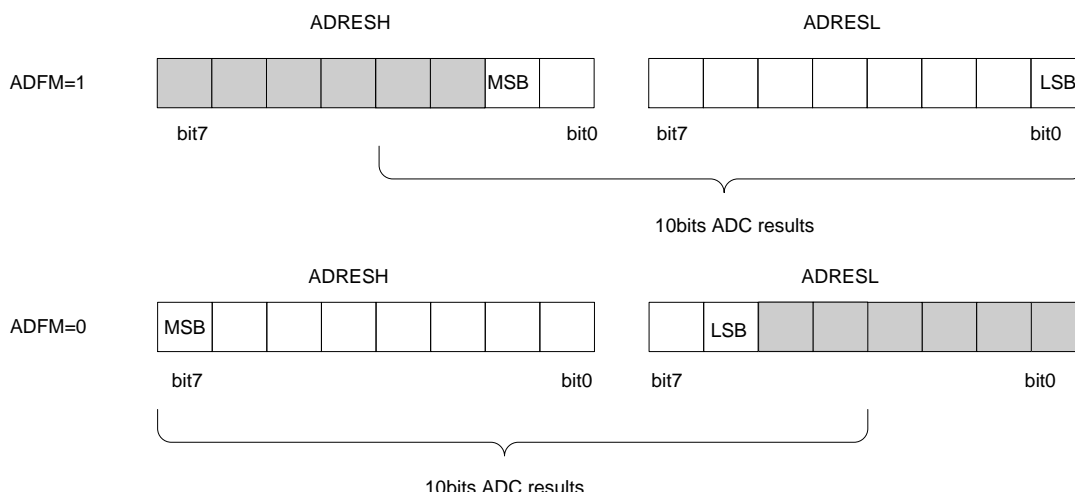 ADRESH ADRESL
ADFM=1 MSB LSB
bit7 bit0 bit7 bit0
10bits ADC results
ADRESH ADRESL
ADFM=0 MSB LSB
bit7 bit0 bit7 bit0
10bits ADC results